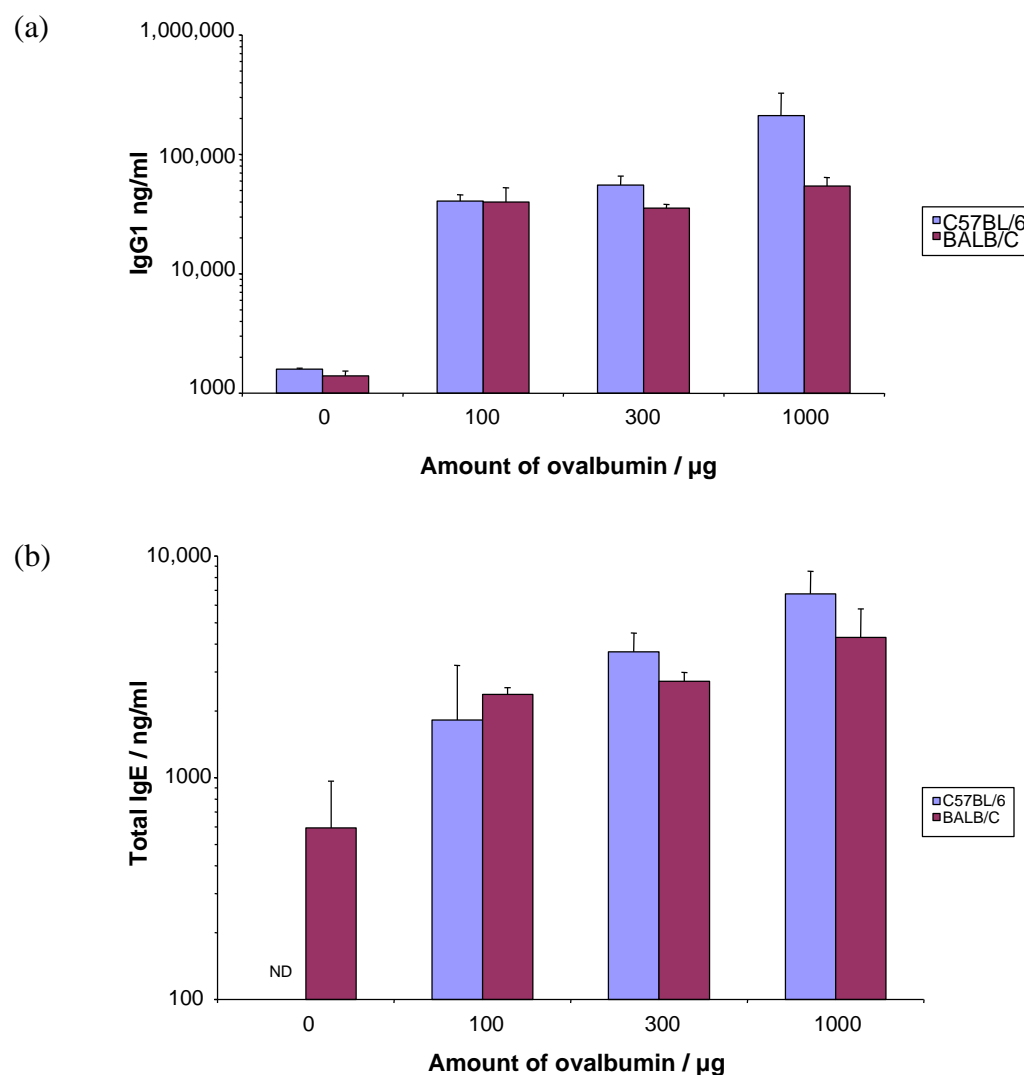 (a)
1,000,000
100,000
10,000
1000
IgG1 ng/ml
0 100 300 1000
Amount of ovalbumin / µg
C57BL/6
BALB/C
(b)
10,000
1000
100
Total IgE / ng/ml
ND
0 100 300 1000
Amount of ovalbumin / µg
C57BL/6
BALB/C